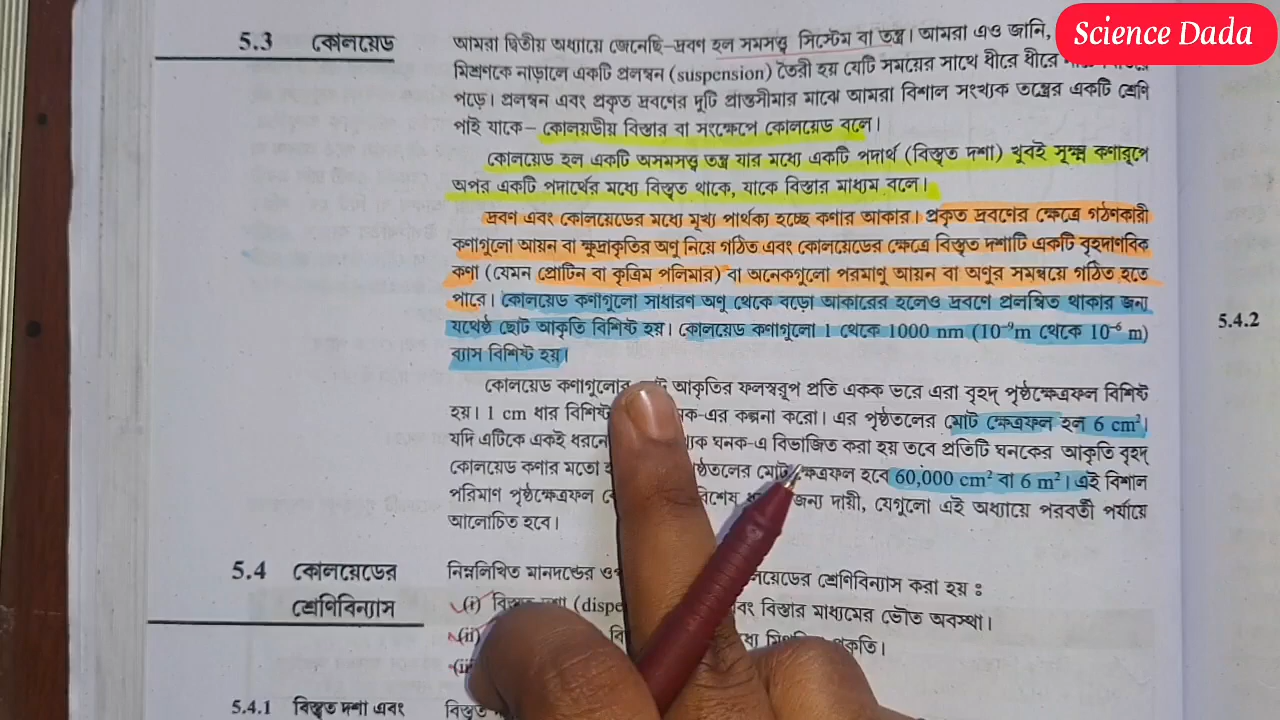 Science Dada
5.3 কোলয়েড
আমরা দ্বিতীয় অধ্যায়ে জেনেছি–দ্রবণ হল সমসত্ত্ব সিস্টেম বা তন্ত্র। আমরা এও জানি,
মিশ্রণকে নাড়ালে একটি প্রলম্বন (suspension) তৈরী হয় যেটি সময়ের সাথে ধীরে ধীরে
পড়ে। প্রলম্বন এবং প্রকৃত দ্রবণের দুটি প্রান্তসীমার মাঝে আমরা বিশাল সংখ্যক তন্ত্রের একটি শ্রেণি
পাই যাকে– কোলয়ডীয় বিস্তার বা সংক্ষেপে কোলয়েড বলে।
কোলয়েড হল একটি অসমসত্ত্ব তন্ত্র যার মধ্যে একটি পদার্থ (বিস্তৃত দশা) খুবই সূক্ষ্ম কণারূপে
অপর একটি পদার্থের মধ্যে বিস্তৃত থাকে, যাকে বিস্তার মাধ্যম বলে।
দ্রবণ এবং কোলয়েডের মধ্যে মূখ্য পার্থক্য হচ্ছে কণার আকার। প্রকৃত দ্রবণের ক্ষেত্রে গঠণকারী
কণাগুলো আয়ন বা ক্ষুদ্রাকৃতির অণু নিয়ে গঠিত এবং কোলয়েডের ক্ষেত্রে বিস্তৃত দশাটি একটি বৃহদাণবিক
কণা (যেমন প্রোটিন বা কৃত্রিম পলিমার) বা অনেকগুলো পরমাণু আয়ন বা অণুর সমন্বয়ে গঠিত হতে
পারে। কোলয়েড কণাগুলো সাধারণ অণু থেকে বড়ো আকারের হলেও দ্রবণে প্রলম্বিত থাকার জন্য
যথেষ্ঠ ছোট আকৃতি বিশিষ্ট হয়। কোলয়েড কণাগুলো 1 থেকে 1000 nm (10⁻⁹m থেকে 10⁻⁶ m)
ব্যাস বিশিষ্ট হয়।
কোলয়েড কণাগুলোর আকৃতির ফলস্বরূপ প্রতি একক ভরে এরা বৃহদ্ পৃষ্ঠক্ষেত্রফল বিশিষ্ট
হয়। 1 cm ধার বিশিষ্ট -এর কল্পনা করো। এর পৃষ্ঠতলের মোট ক্ষেত্রফল হল 6 cm²।
যদি এটিকে একই ধরনে ঘনক-এ বিভাজিত করা হয় তবে প্রতিটি ঘনকের আকৃতি বৃহদ্
কোলয়েড কণার মতো মোট ক্ষেত্রফল হবে 60,000 cm² বা 6 m²। এই বিশাল
পরিমাণ পৃষ্ঠক্ষেত্রফল বিশেষ জন্য দায়ী, যেগুলো এই অধ্যায়ে পরবর্তী পর্যায়ে
আলোচিত হবে।
5.4 কোলয়েডের
শ্রেণিবিন্যাস
নিম্নলিখিত মানদন্ডের শ্রেণিবিন্যাস করা হয় :
(i) (dispe এবং বিস্তার মাধ্যমের ভৌত অবস্থা।
(ii)
5.4.1 বিস্তৃত দশা এবং
5.4.2